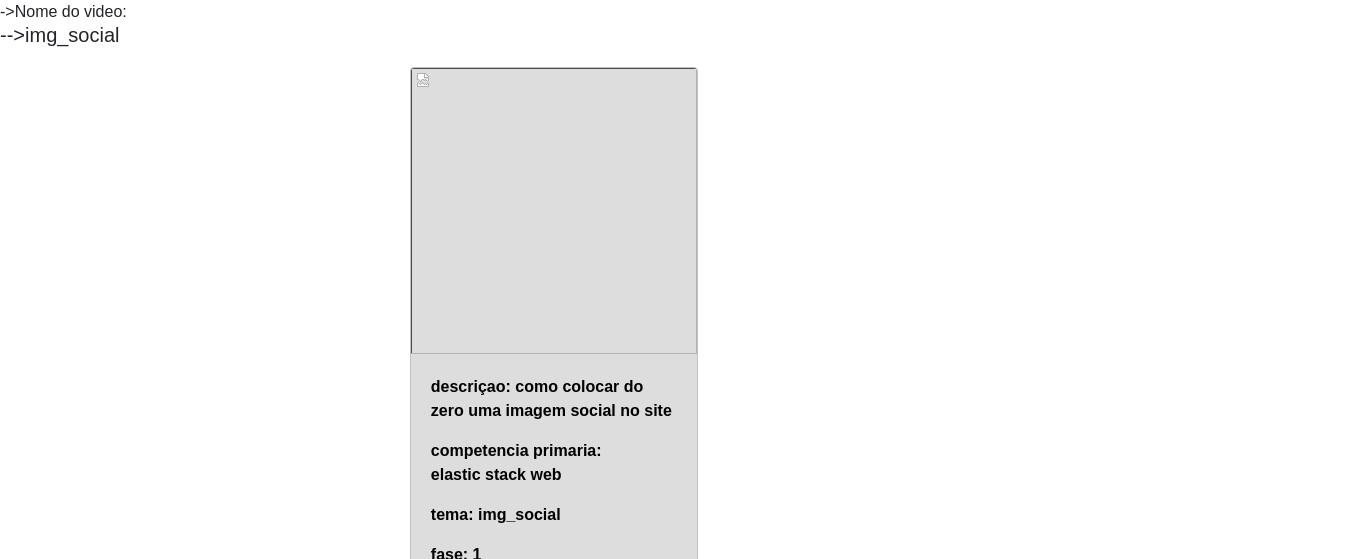 ->Nome do video:
-->img_social
descriçao: como colocar do
zero uma imagem social no site
competencia primaria:
elastic stack web
tema: img_social
fase: 1